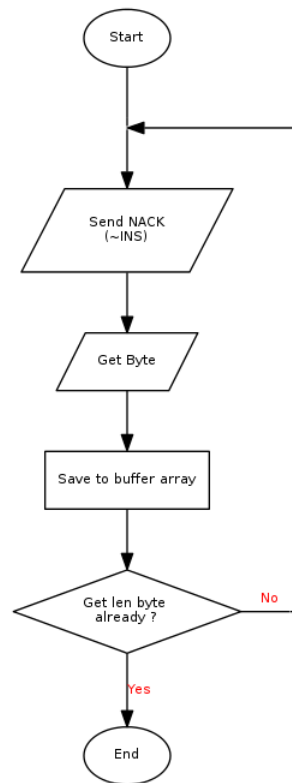 Start
Send NACK
(~INS)
Get Byte
Save to buffer array
Get len byte
already ?
No
Yes
End